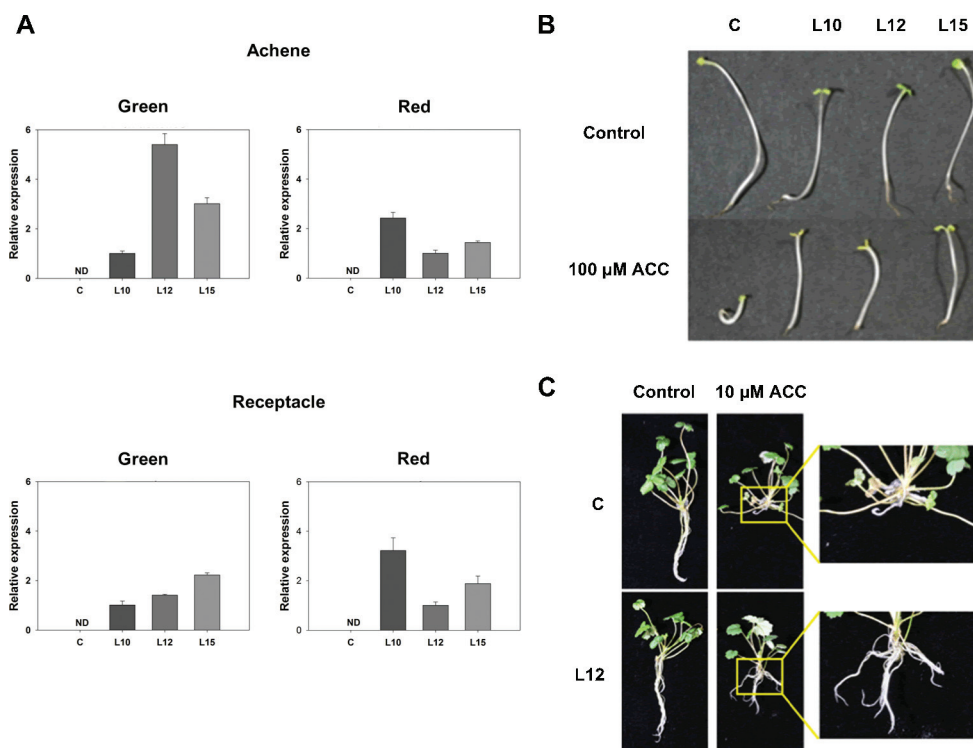 A
Achene
Green
Relative expression
6
4
2
0
ND
C
L10
L12
L15
Red
Relative expression
6
4
2
0
ND
C
L10
L12
L15
Receptacle
Green
Relative expression
6
4
2
0
ND
C
L10
L12
L15
Red
Relative expression
6
4
2
0
ND
C
L10
L12
L15
B
C L10 L12 L15
Control
100 µM ACC
C
Control 10 µM ACC
C
L12